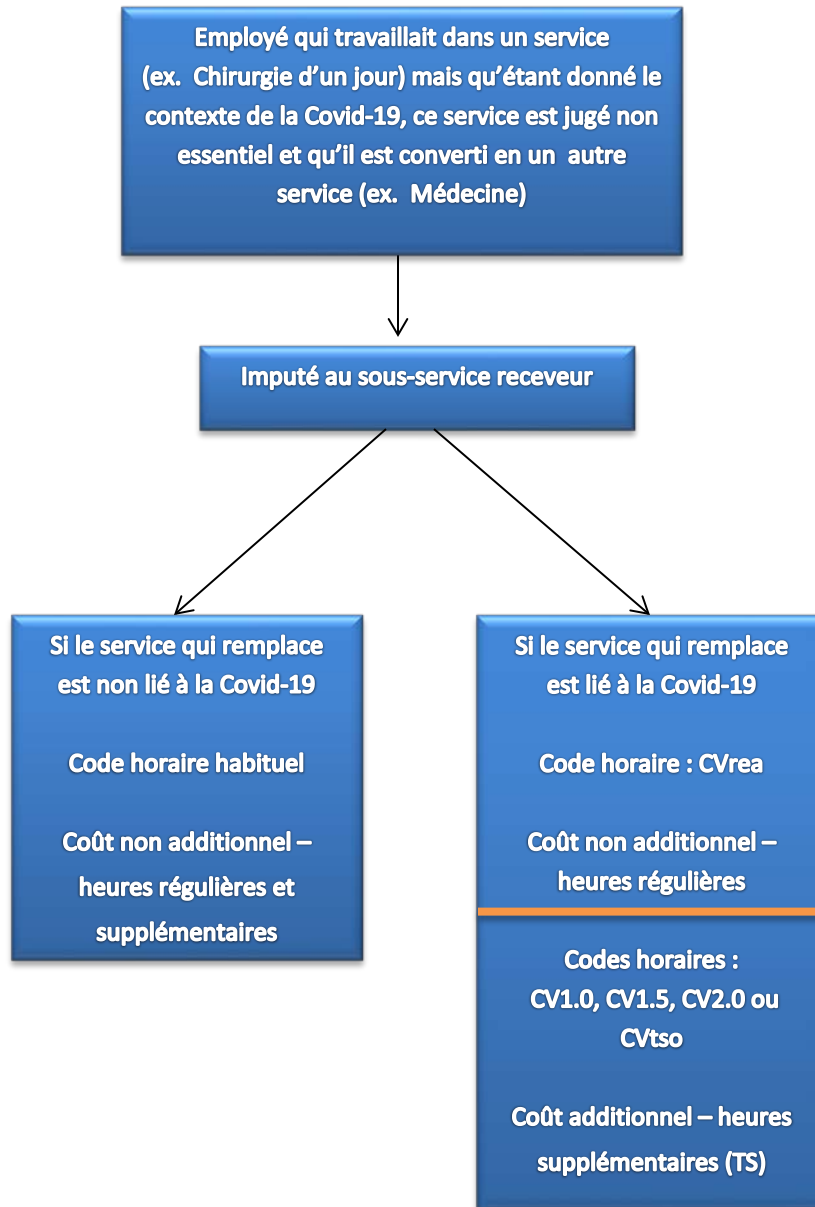 Employé qui travaillait dans un service
(ex. Chirurgie d’un jour) mais qu’étant donné le
contexte de la Covid-19, ce service est jugé non
essentiel et qu’il est converti en un autre
service (ex. Médecine)
Imputé au sous-service receveur
Si le service qui remplace
est non lié à la Covid-19
Code horaire habituel
Coût non additionnel –
heures régulières et
supplémentaires
Si le service qui remplace
est lié à la Covid-19
Code horaire : CVrea
Coût non additionnel –
heures régulières
Codes horaires :
CV1.0, CV1.5, CV2.0 ou
CVtso
Coût additionnel – heures
supplémentaires (TS)